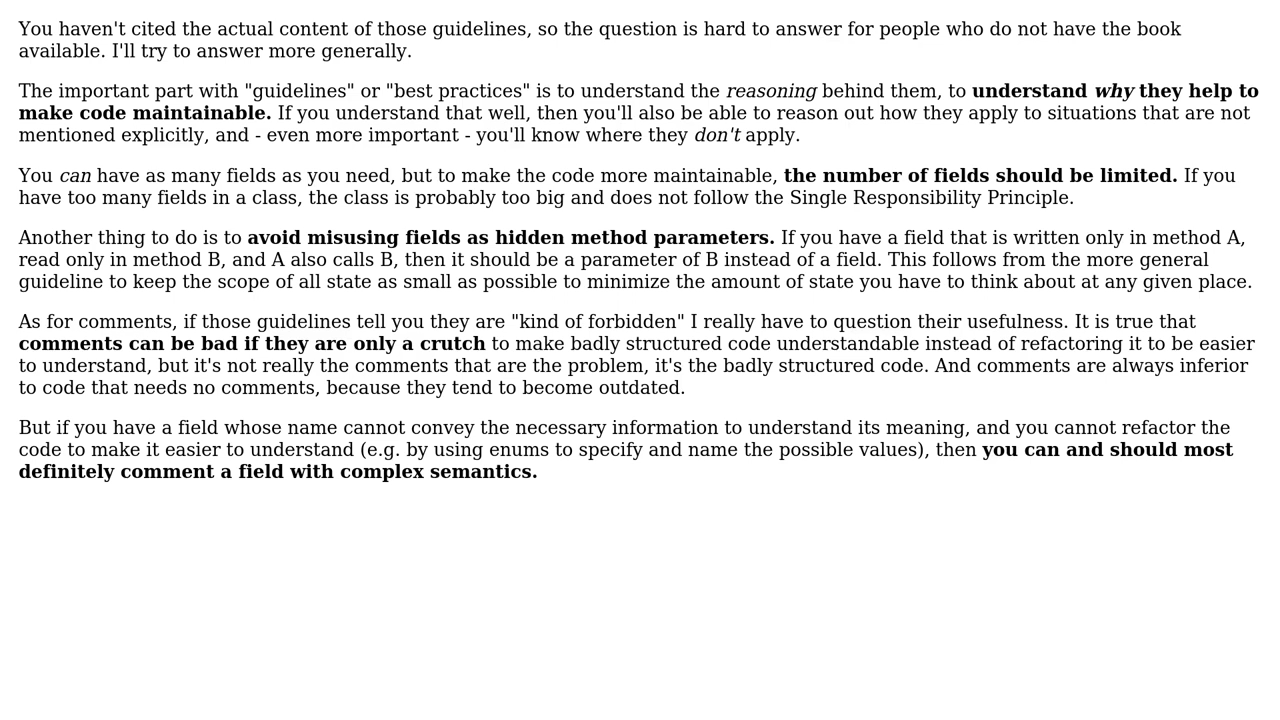 You haven't cited the actual content of those guidelines, so the question is hard to answer for people who do not have the book
available. I'll try to answer more generally.
The important part with "guidelines" or "best practices" is to understand the reasoning behind them, to understand why they help to
make code maintainable. If you understand that well, then you'll also be able to reason out how they apply to situations that are not
mentioned explicitly, and - even more important - you'll know where they don't apply.
You can have as many fields as you need, but to make the code more maintainable, the number of fields should be limited. If you
have too many fields in a class, the class is probably too big and does not follow the Single Responsibility Principle.
Another thing to do is to avoid misusing fields as hidden method parameters. If you have a field that is written only in method A,
read only in method B, and A also calls B, then it should be a parameter of B instead of a field. This follows from the more general
guideline to keep the scope of all state as small as possible to minimize the amount of state you have to think about at any given place.
As for comments, if those guidelines tell you they are "kind of forbidden" I really have to question their usefulness. It is true that
comments can be bad if they are only a crutch to make badly structured code understandable instead of refactoring it to be easier
to understand, but it's not really the comments that are the problem, it's the badly structured code. And comments are always inferior
to code that needs no comments, because they tend to become outdated.
But if you have a field whose name cannot convey the necessary information to understand its meaning, and you cannot refactor the
code to make it easier to understand (e.g. by using enums to specify and name the possible values), then you can and should most
definitely comment a field with complex semantics.